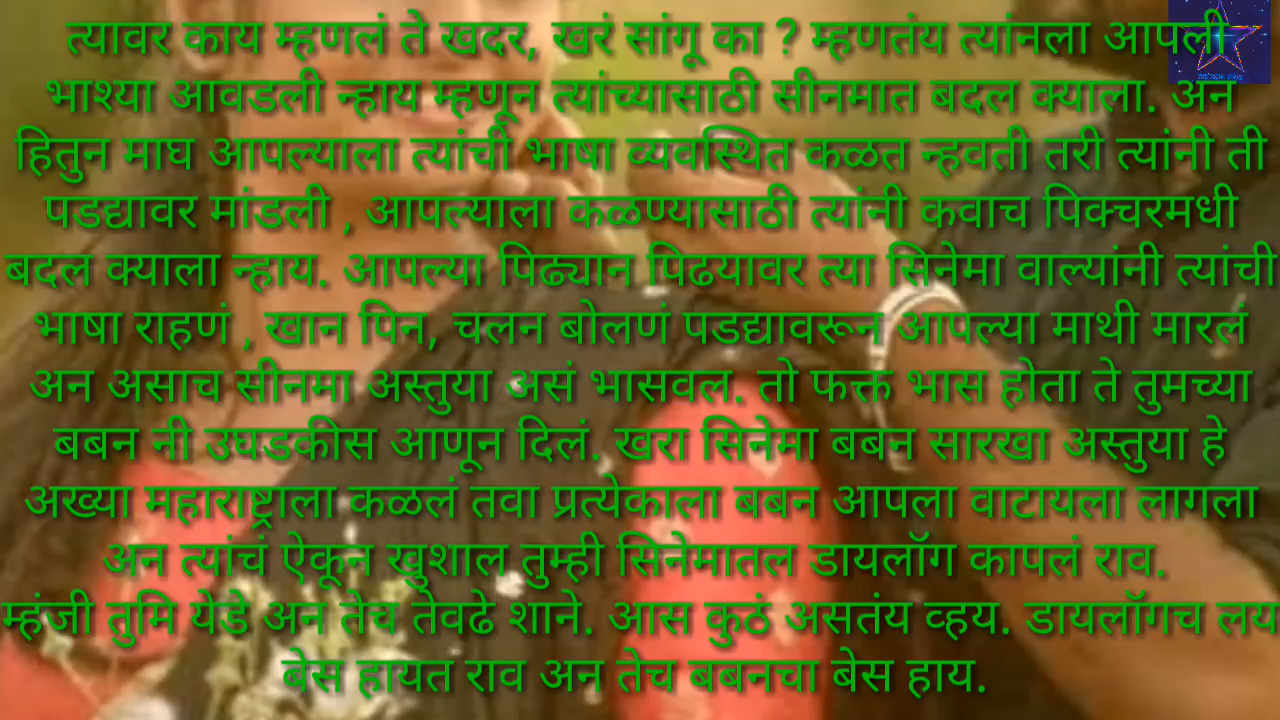 त्यावर काय म्हणलं ते खदर, खरं सांगू का ? म्हणतंय त्यांनला आपली
भाश्या आवडली न्हाय म्हणून त्यांच्यासाठी सीनमात बदल क्याला. अन
हितुन माघ आपल्याला त्यांची भाषा व्यवस्थित कळत न्हवती तरी त्यांनी ती
पडद्यावर मांडली , आपल्याला कळण्यासाठी त्यांनी कवाच पिक्चरमधी
बदल क्याला न्हाय. आपल्या पिढ्यान पिढयावर त्या सिनेमा वाल्यांनी त्यांची
भाषा राहणं , खान पिन, चलन बोलणं पडद्यावरून आपल्या माथी मारलं
अन असाच सीनमा अस्तुया असं भासवल. तो फक्त भास होता ते तुमच्या
बबन नी उघडकीस आणून दिलं. खरा सिनेमा बबन सारखा अस्तुया हे
अख्या महाराष्ट्राला कळलं तवा प्रत्येकाला बबन आपला वाटायला लागला
अन त्यांचं ऐकून खुशाल तुम्ही सिनेमातल डायलॉग कापलं राव.
म्हंजी तुमि येडे अन तेच तेवढे शाने. आस कुठं असतंय व्हय. डायलॉगच लय
बेस हायत राव अन तेच बबनचा बेस हाय.